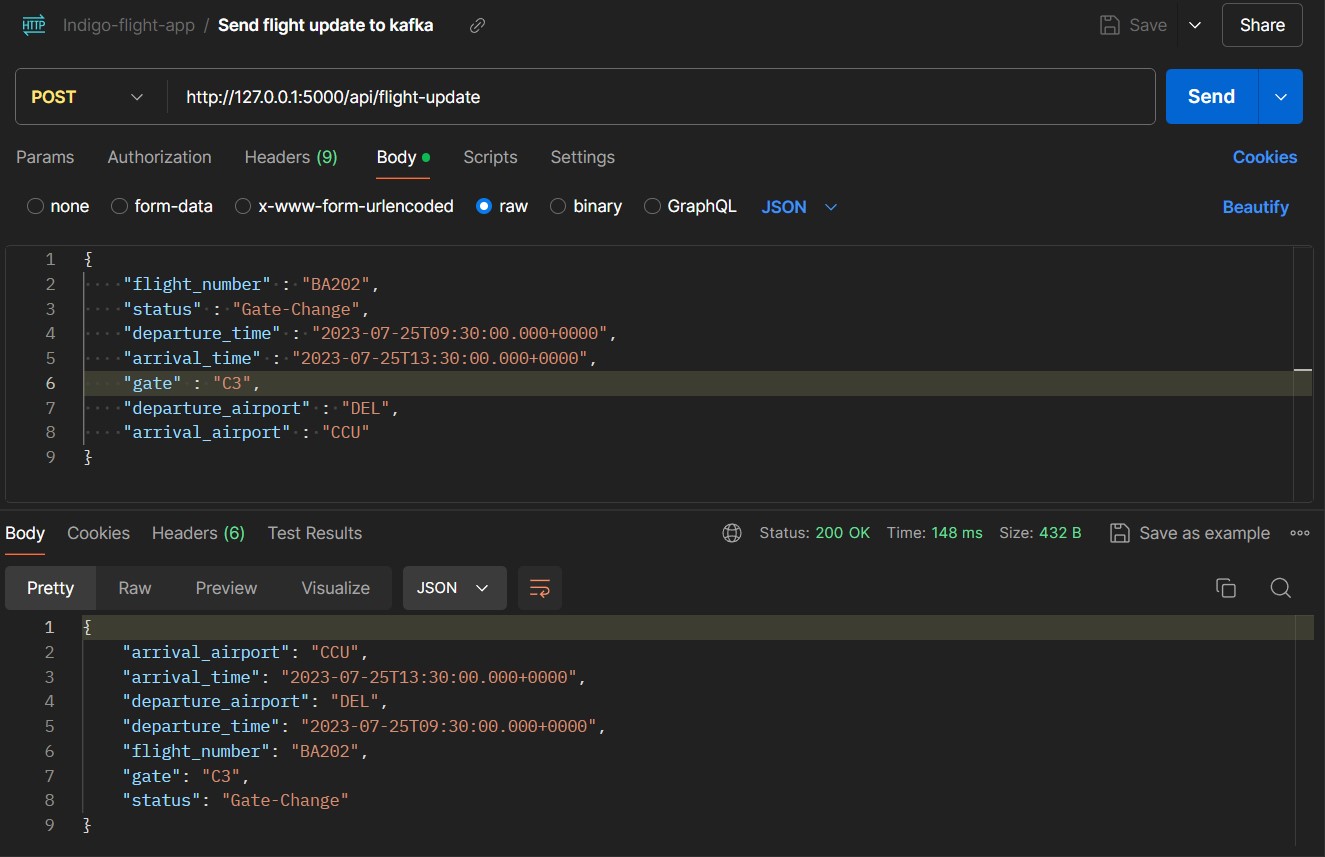 HTTP Indigo-flight-app / Send flight update to kafka Save Share
POST http://127.0.0.1:5000/api/flight-update Send
Params Authorization Headers (9) Body Scripts Settings Cookies
none form-data x-www-form-urlencoded raw binary GraphQL JSON Beautify
1 {
2 "flight_number" : "BA202",
3 "status" : "Gate-Change",
4 "departure_time" : "2023-07-25T09:30:00.000+0000",
5 "arrival_time" : "2023-07-25T13:30:00.000+0000",
6 "gate" : "C3",
7 "departure_airport" : "DEL",
8 "arrival_airport" : "CCU"
9 }
Body Cookies Headers (6) Test Results Status: 200 OK Time: 148 ms Size: 432 B Save as example
Pretty Raw Preview Visualize JSON
1 {
2 "arrival_airport": "CCU",
3 "arrival_time": "2023-07-25T13:30:00.000+0000",
4 "departure_airport": "DEL",
5 "departure_time": "2023-07-25T09:30:00.000+0000",
6 "flight_number": "BA202",
7 "gate": "C3",
8 "status": "Gate-Change"
9 }